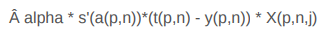 Â alpha * s'(a(p,n))*(t(p,n) - y(p,n)) * X(p,n,j)